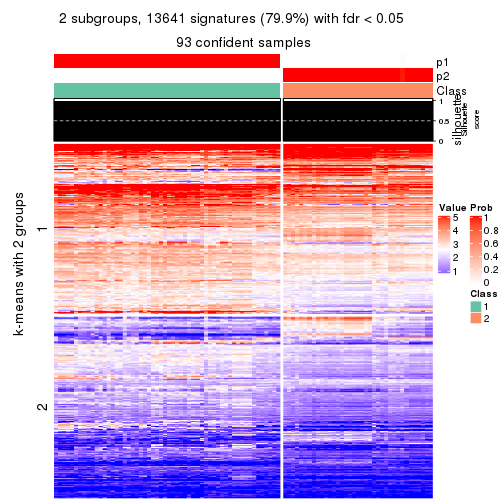 2 subgroups, 13641 signatures (79.9%) with fdr < 0.05
93 confident samples
p1
p2
Class
silhouette
1
0.5
0
Silhouette
score
k-means with 2 groups
1
2
Value
5
4
3
2
1
Prob
1
0.8
0.6
0.4
0.2
0
Class
1
2